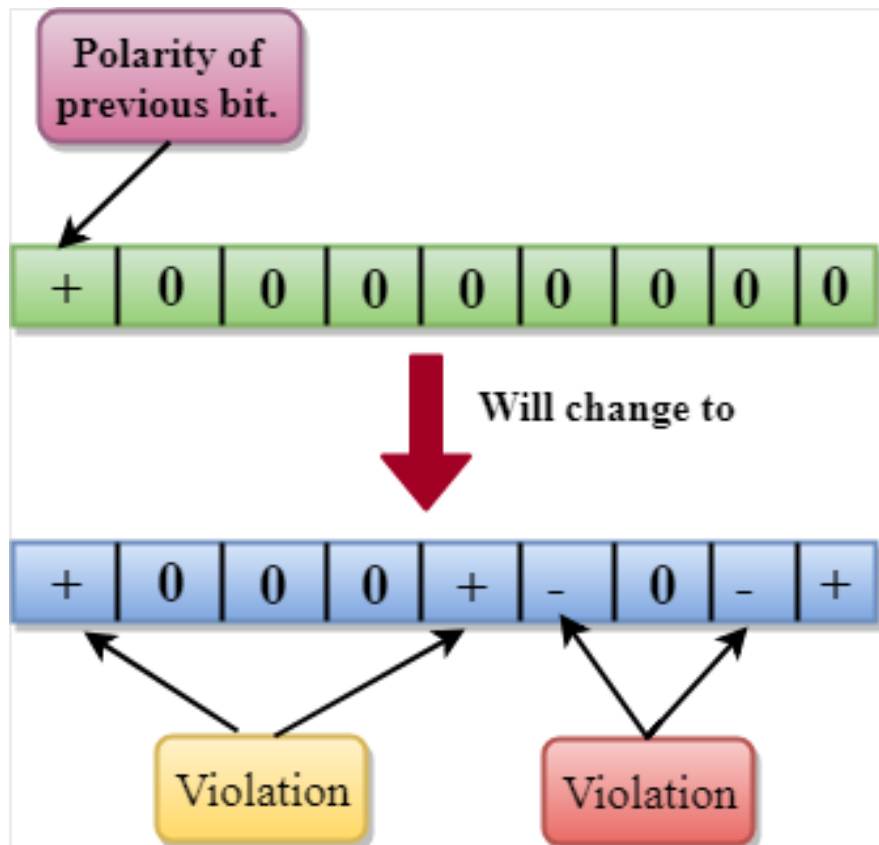 Polarity of
previous bit.
+ 0 0 0 0 0 0 0 0
Will change to
+ 0 0 0 + - 0 - +
Violation Violation